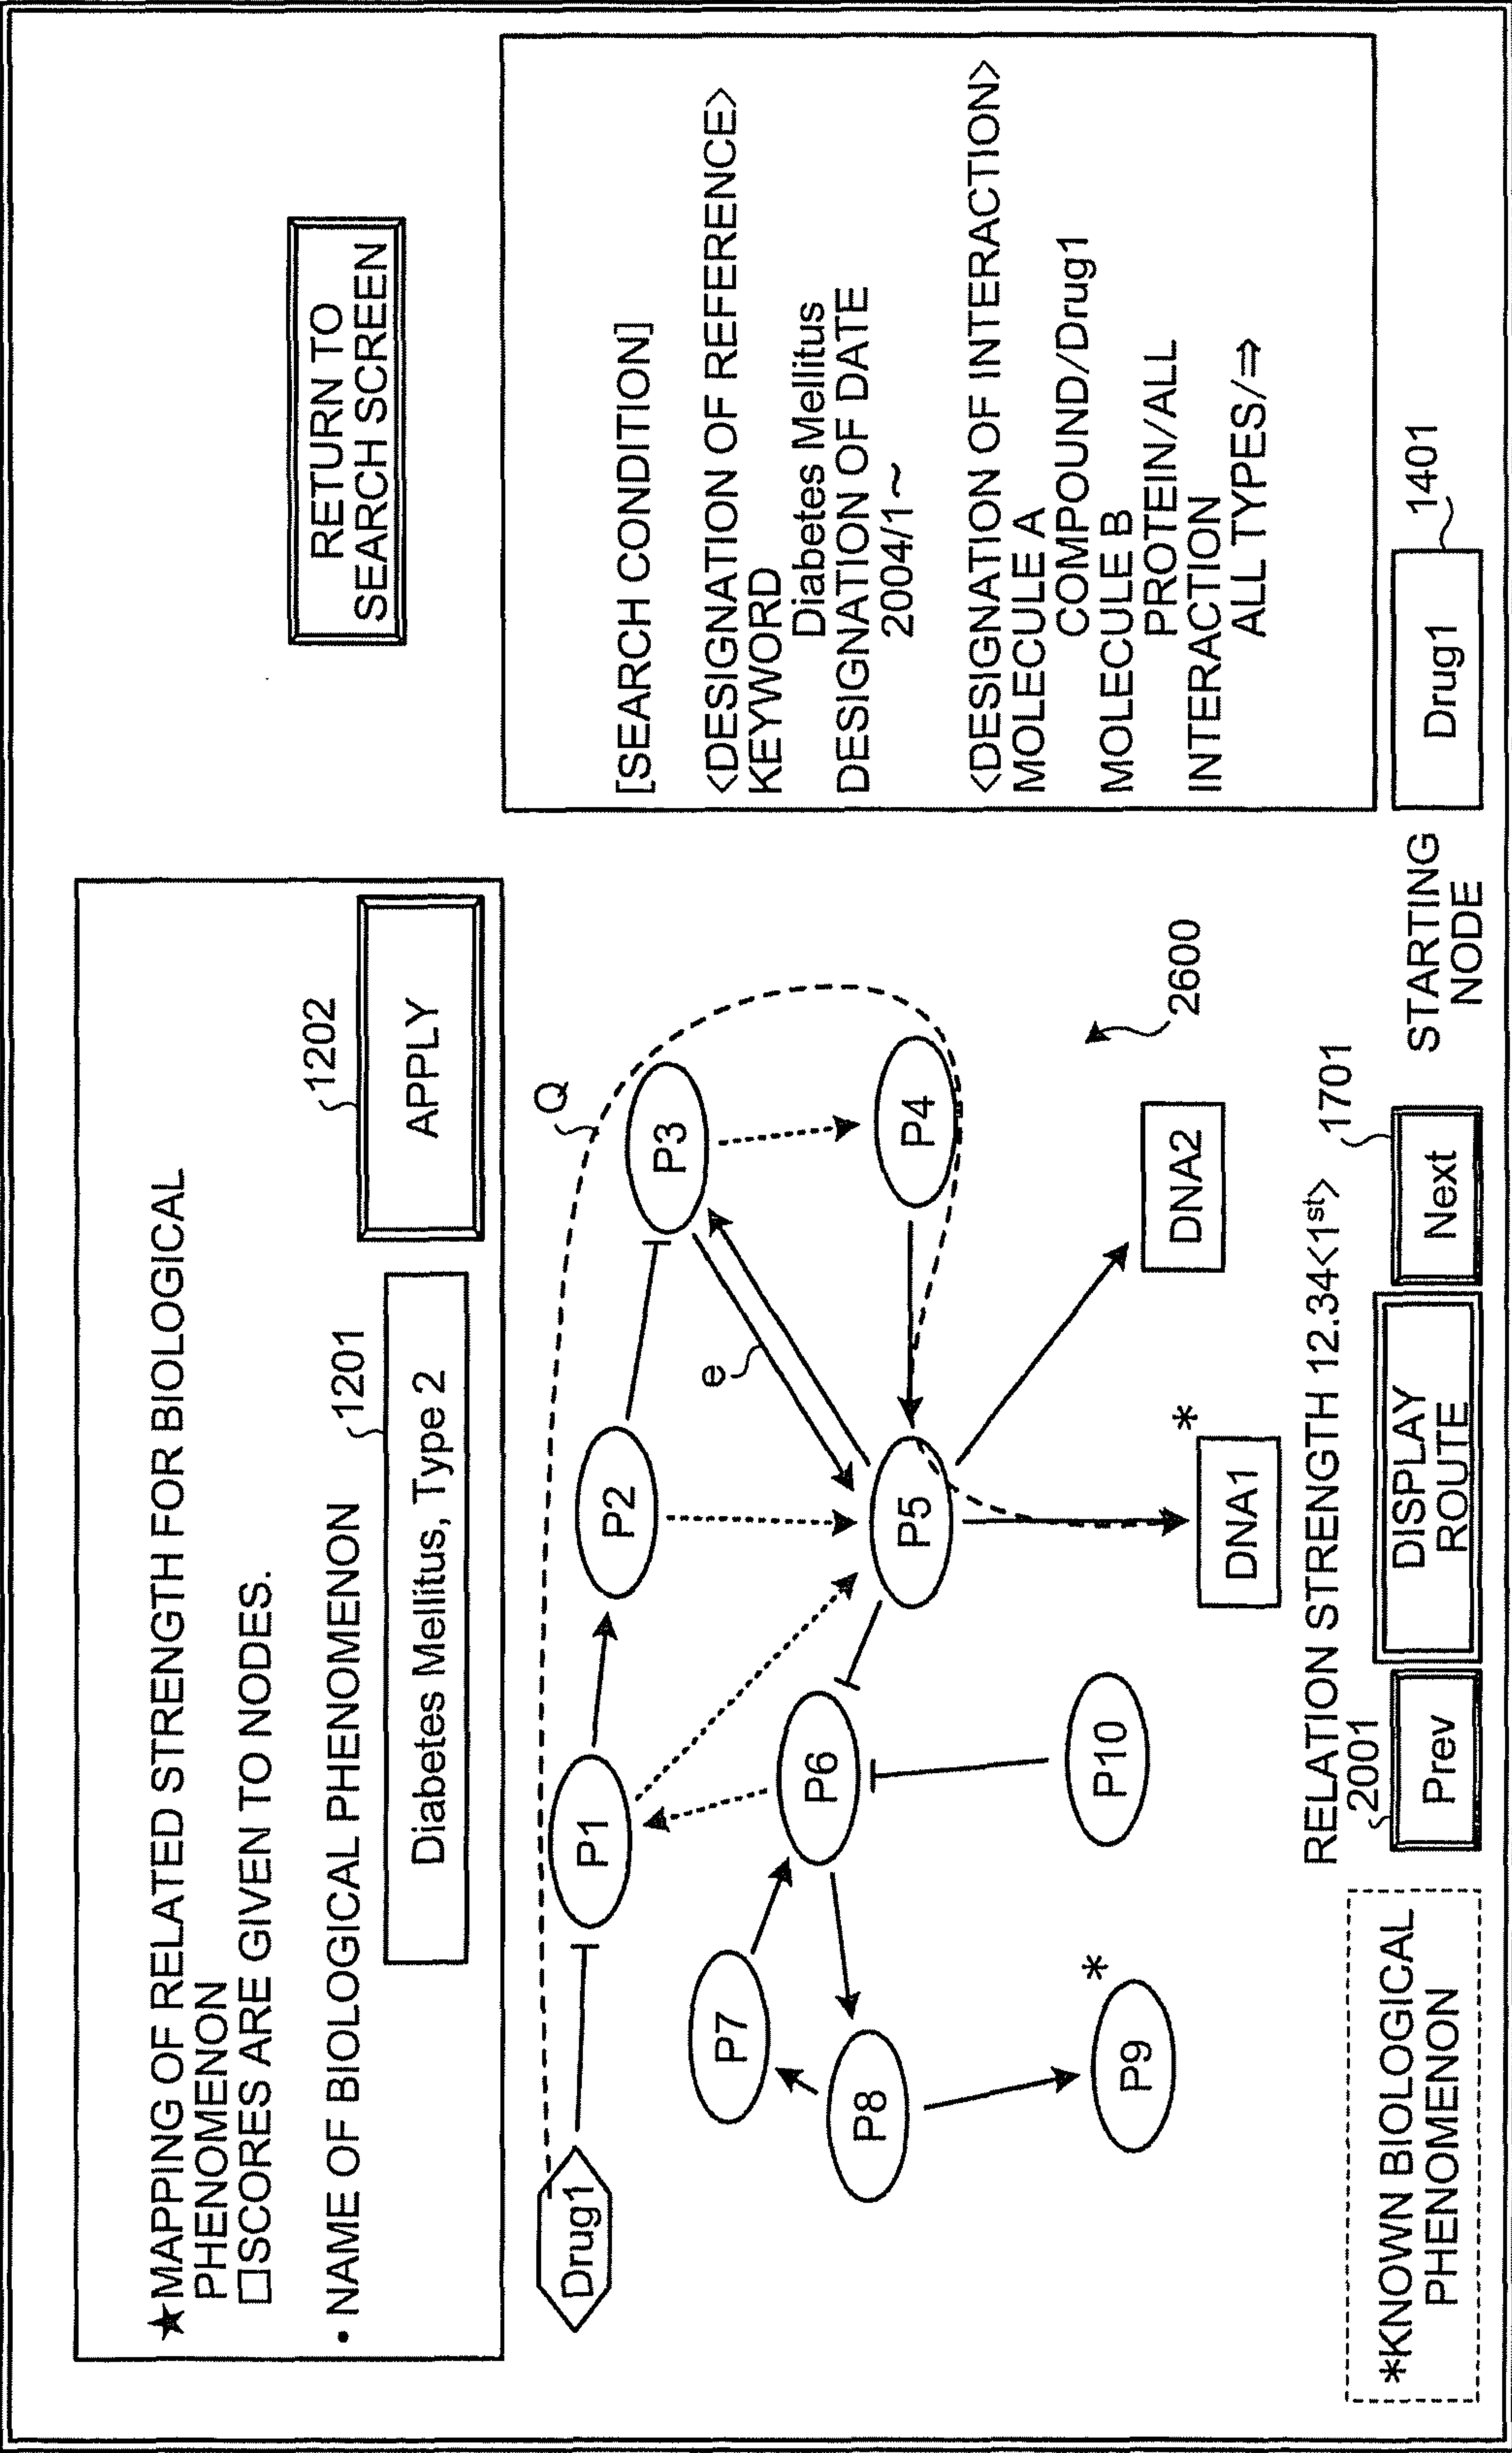 ★MAPPING OF RELATED STRENGTH FOR BIOLOGICAL
PHENOMENON
□SCORES ARE GIVEN TO NODES.
• NAME OF BIOLOGICAL PHENOMENON
1201
Diabetes Mellitus, Type 2
1202
APPLY
RETURN TO
SEARCH SCREEN
[SEARCH CONDITION]
<DESIGNATION OF REFERENCE>
KEYWORD
Diabetes Mellitus
DESIGNATION OF DATE
2004/1~
<DESIGNATION OF INTERACTION>
MOLECULE A
COMPOUND/Drug1
MOLECULE B
PROTEIN/ALL
INTERACTION
ALL TYPES/⇒
Q
Drug1
P1
P2
P3
e
P7
P6
P5
P4
P8
P9
*
P10
DNA1
*
DNA2
2600
*KNOWN BIOLOGICAL
PHENOMENON
RELATION STRENGTH 12.34<1st>
2001
Prev
DISPLAY
ROUTE
1701
Next
STARTING
NODE
Drug1
1401